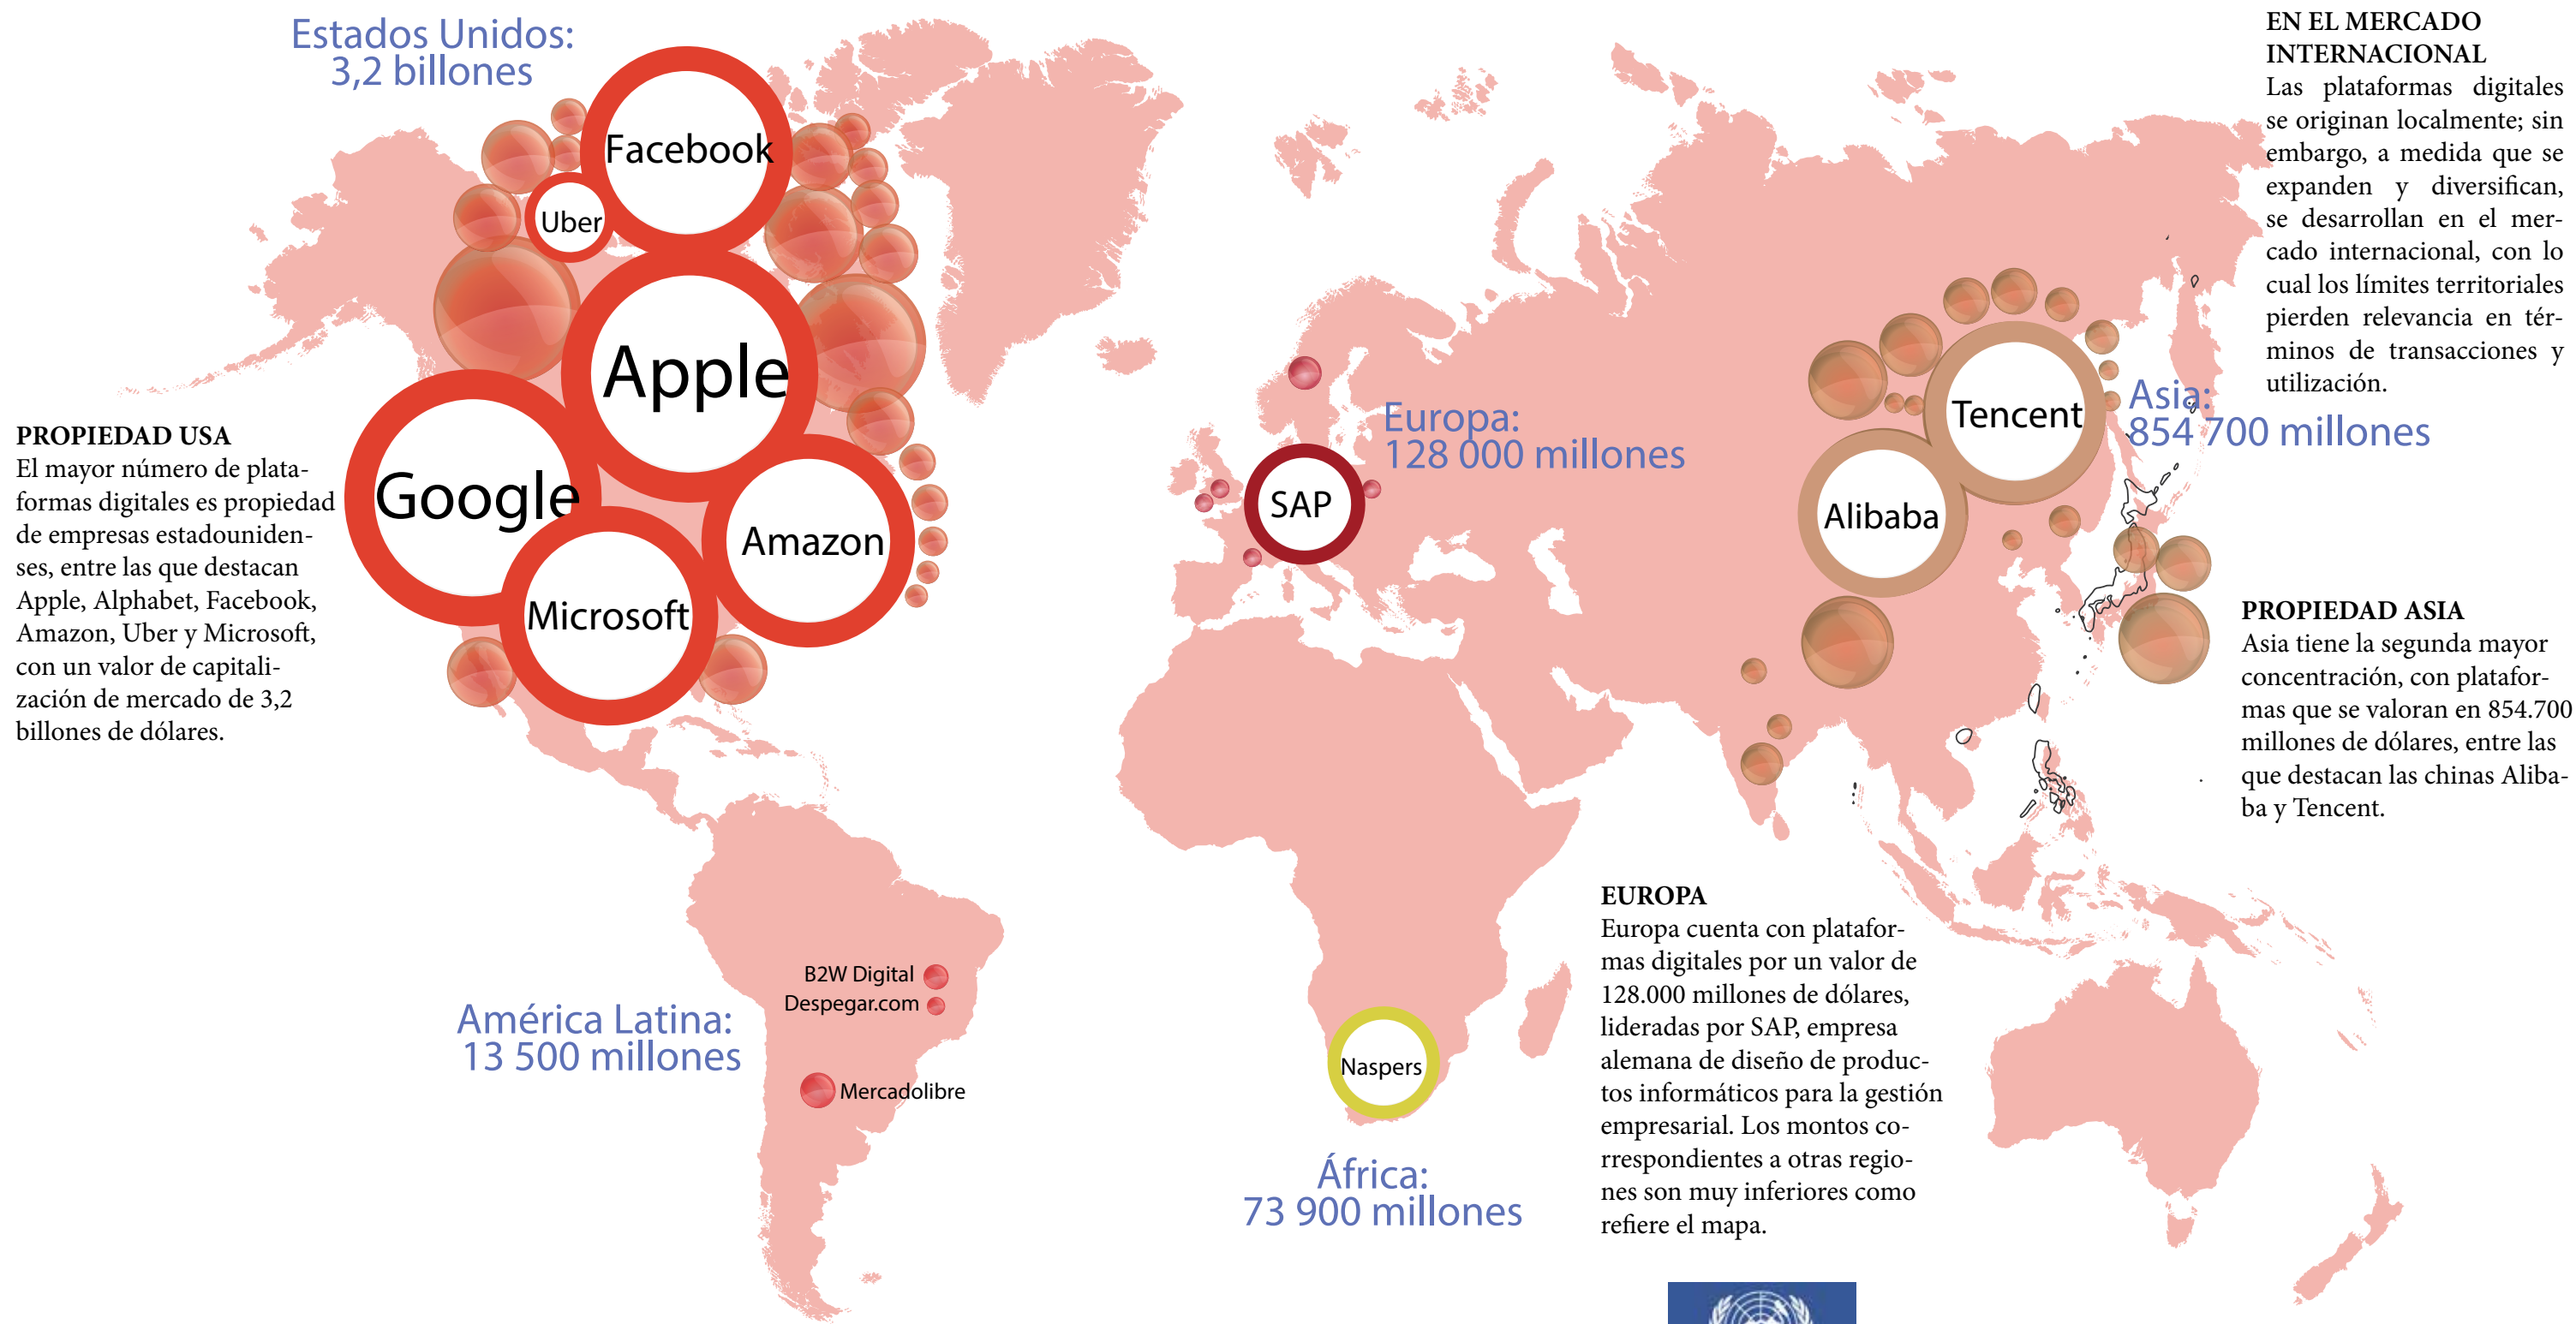 Estados Unidos:
3,2 billones
Facebook
Uber
Apple
Google
Amazon
Microsoft
PROPIEDAD USA
El mayor número de plata-
formas digitales es propiedad
de empresas estadouniden-
ses, entre las que destacan
Apple, Alphabet, Facebook,
Amazon, Uber y Microsoft,
con un valor de capitali-
zación de mercado de 3,2
billones de dólares.
América Latina:
13 500 millones
B2W Digital
Despegar.com
Mercadolibre
Europa:
128 000 millones
SAP
Naspers
África:
73 900 millones
Tencent
Alibaba
Asia:
854 700 millones
EN EL MERCADO
INTERNACIONAL
Las plataformas digitales
se originan localmente; sin
embargo, a medida que se
expanden y diversifican,
se desarrollan en el mer-
cado internacional, con lo
cual los límites territoriales
pierden relevancia en tér-
minos de transacciones y
utilización.
PROPIEDAD ASIA
Asia tiene la segunda mayor
concentración, con platafor-
mas que se valoran en 854.700
millones de dólares, entre las
que destacan las chinas Aliba-
ba y Tencent.
EUROPA
Europa cuenta con platafor-
mas digitales por un valor de
128.000 millones de dólares,
lideradas por SAP, empresa
alemana de diseño de produc-
tos informáticos para la gestión
empresarial. Los montos co-
rrespondientes a otras regio-
nes son muy inferiores como
refiere el mapa.